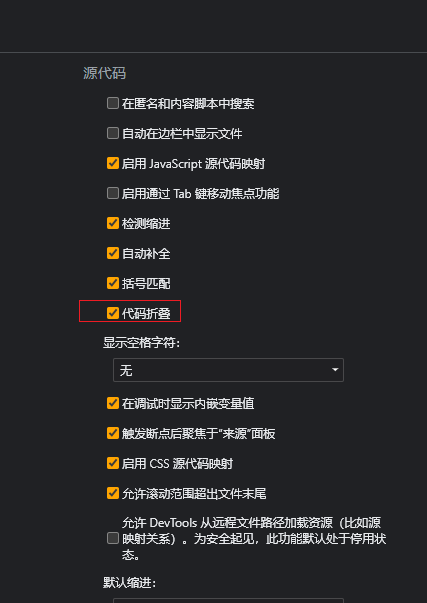 源代码
在匿名和内容脚本中搜索
自动在边栏中显示文件
启用 JavaScript 源代码映射
启用通过 Tab 键移动焦点功能
检测缩进
自动补全
括号匹配
代码折叠
显示空格字符：
无
在调试时显示内嵌变量值
触发断点后聚焦于“来源”面板
启用 CSS 源代码映射
允许滚动范围超出文件末尾
允许 DevTools 从远程文件路径加载资源（比如源
映射关系）。为安全起见，此功能默认处于停用状
态。
默认缩进：